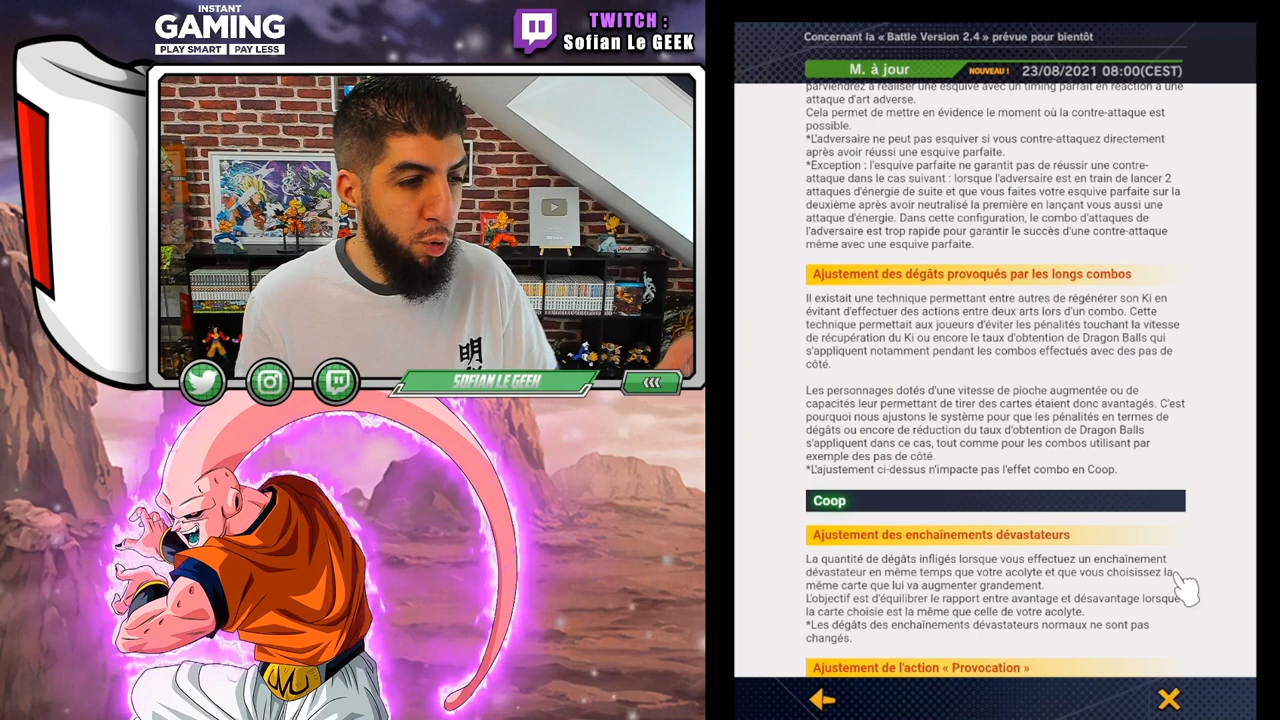 INSTANT
GAMING
PLAY SMART | PAY LESS
TWITCH :
Sofian Le GEEK
明
SOFIAN LE GEEK
Concernant la « Battle Version 2.4 » prévue pour bientôt
M. à jour
NOUVEAU !
23/08/2021 08:00(CEST)
parviendrez à réaliser une esquive avec un timing parfait en réaction à une
attaque d'art adverse.
Cela permet de mettre en évidence le moment où la contre-attaque est
possible.
*L'adversaire ne peut pas esquiver si vous contre-attaquez directement
après avoir réussi une esquive parfaite.
*Exception : l'esquive parfaite ne garantit pas de réussir une contre-
attaque dans le cas suivant : lorsque l'adversaire est en train de lancer 2
attaques d'énergie de suite et que vous faites votre esquive parfaite sur la
deuxième après avoir neutralisé la première en lançant vous aussi une
attaque d'énergie. Dans cette configuration, le combo d'attaques de
l'adversaire est trop rapide pour garantir le succès d'une contre-attaque
même avec une esquive parfaite.
Ajustement des dégâts provoqués par les longs combos
Il existait une technique permettant entre autres de régénérer son Ki en
évitant d'effectuer des actions entre deux arts lors d'un combo. Cette
technique permettait aux joueurs d'éviter les pénalités touchant la vitesse
de récupération du Ki ou encore le taux d'obtention de Dragon Balls qui
s'appliquent notamment pendant les combos effectués avec des pas de
côté.
Les personnages dotés d'une vitesse de pioche augmentée ou de
capacités leur permettant de tirer des cartes étaient donc avantagés. C'est
pourquoi nous ajustons le système pour que les pénalités en termes de
dégâts ou encore de réduction du taux d'obtention de Dragon Balls
s'appliquent dans ce cas, tout comme pour les combos utilisant par
exemple des pas de côté.
*L'ajustement ci-dessus n'impacte pas l'effet combo en Coop.
Coop
Ajustement des enchaînements dévastateurs
La quantité de dégâts infligés lorsque vous effectuez un enchaînement
dévastateur en même temps que votre acolyte et que vous choisissez la
même carte que lui va augmenter grandement.
L'objectif est d'équilibrer le rapport entre avantage et désavantage lorsque
la carte choisie est la même que celle de votre acolyte.
*Les dégâts des enchaînements dévastateurs normaux ne sont pas
changés.
Ajustement de l'action « Provocation »